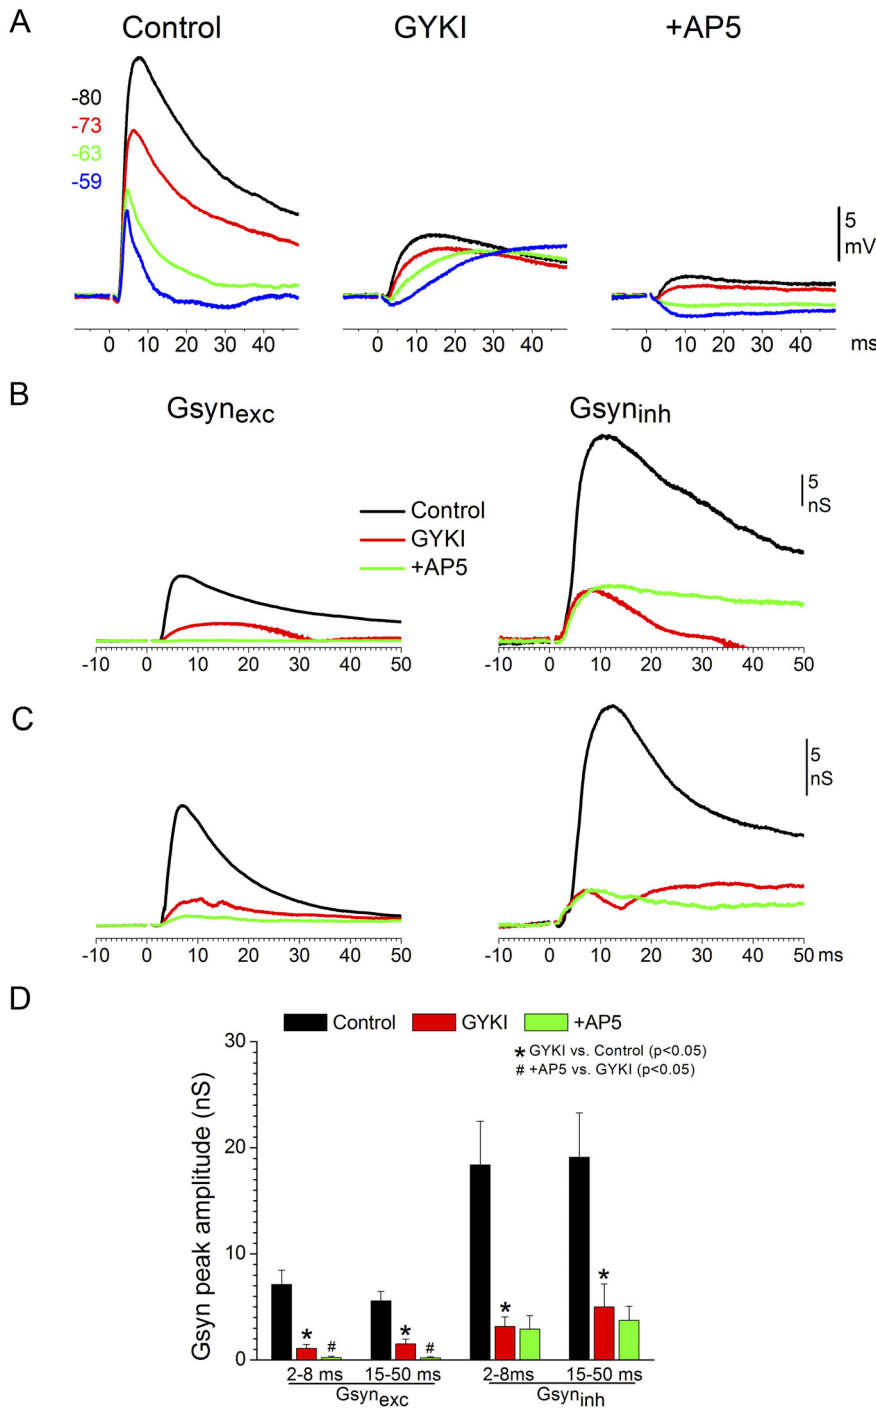 A
Control
GYKI
+AP5
-80
-73
-63
-59
5
mV
0 10 20 30 40
0 10 20 30 40
0 10 20 30 40
ms
B
Gsynexc
Gsyninh
5
nS
Control
GYKI
+AP5
-10 0 10 20 30 40 50
-10 0 10 20 30 40 50
C
5
nS
-10 0 10 20 30 40 50
-10 0 10 20 30 40 50 ms
D
Control GYKI +AP5
* GYKI vs. Control (p<0.05)
# +AP5 vs. GYKI (p<0.05)
Gsyn peak amplitude (nS)
30
20
10
0
* # * # * *
2-8 ms 15-50 ms 2-8ms 15-50 ms
Gsynexc Gsyninh